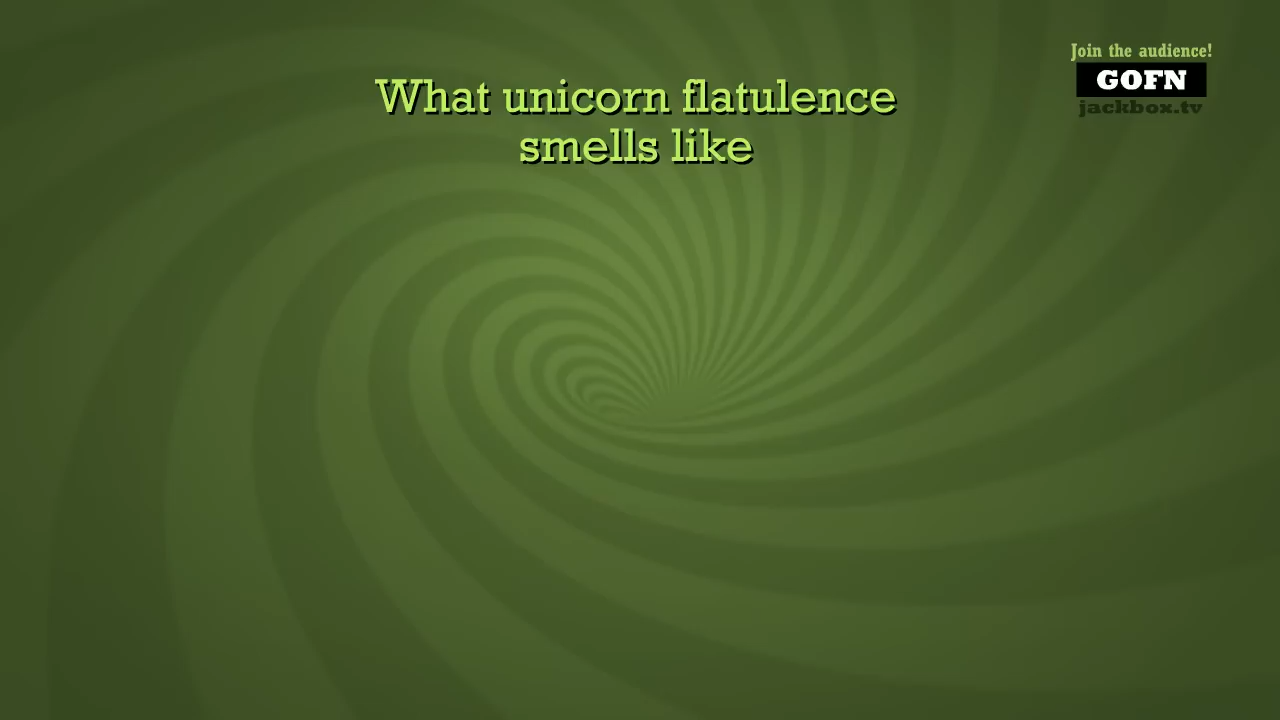 What unicorn flatulence
smells like
Join the audience!
GOFN
jackbox.tv